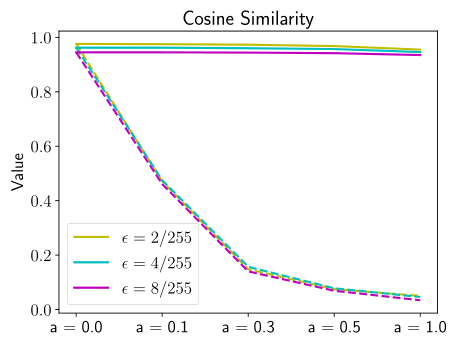 Cosine Similarity
Value
1.0
0.8
0.6
0.4
0.2
0.0
ϵ = 2/255
ϵ = 4/255
ϵ = 8/255
a = 0.0 a = 0.1 a = 0.3 a = 0.5 a = 1.0